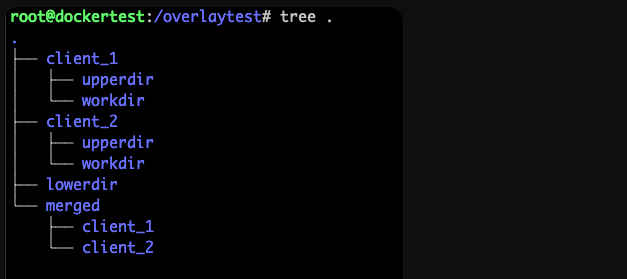 root@dockertest:/overlaytest# tree .
.
├── client_1
│   ├── upperdir
│   └── workdir
├── client_2
│   ├── upperdir
│   └── workdir
├── lowerdir
└── merged
    ├── client_1
    └── client_2